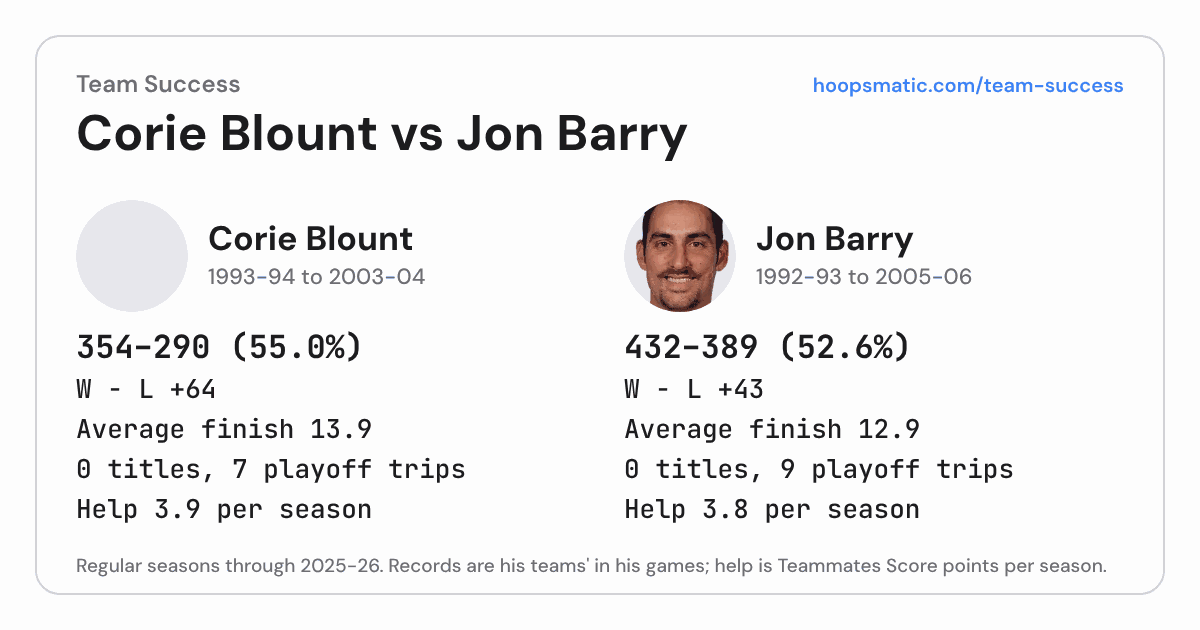 Team Success
hoopsmatic.com/team-success
Corie Blount vs Jon Barry
Corie Blount
1993-94 to 2003-04
354-290 (55.0%)
W - L +64
Average finish 13.9
0 titles, 7 playoff trips
Help 3.9 per season
Jon Barry
1992-93 to 2005-06
432-389 (52.6%)
W - L +43
Average finish 12.9
0 titles, 9 playoff trips
Help 3.8 per season
Regular seasons through 2025-26. Records are his teams' in his games; help is Teammates Score points per season.